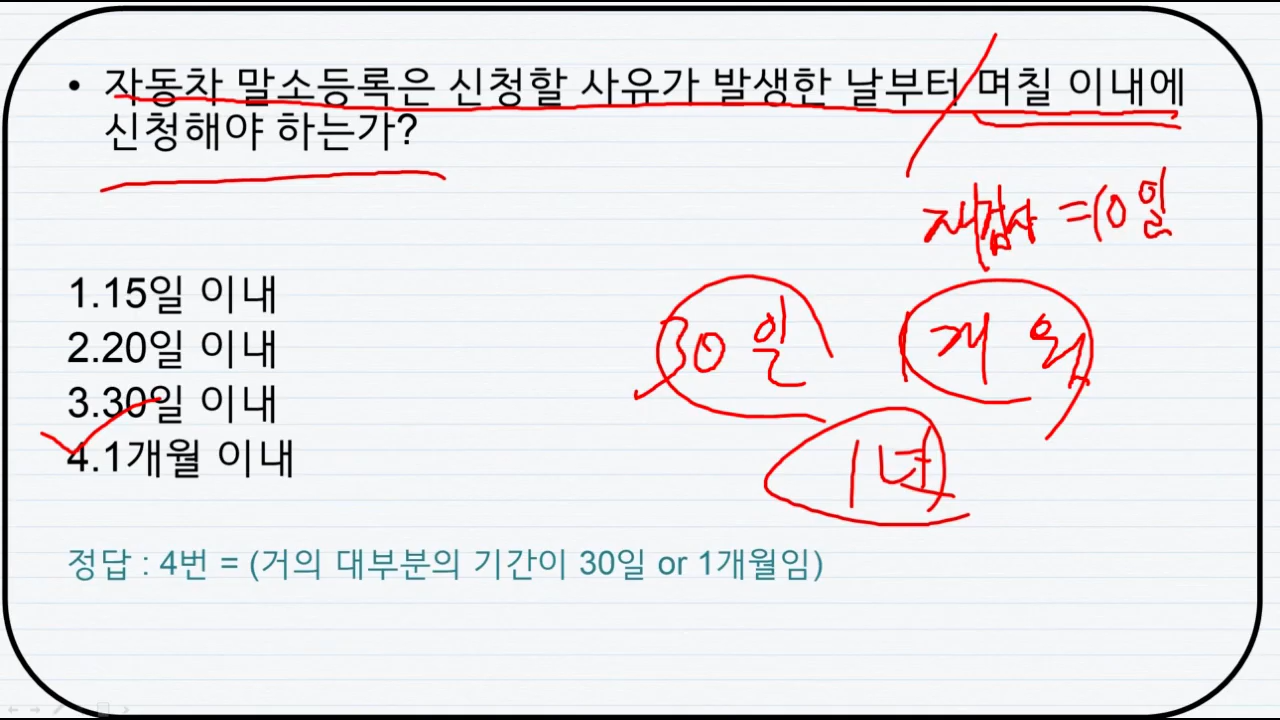 • 자동차 말소등록은 신청할 사유가 발생한 날부터 며칠 이내에
신청해야 하는가?
재검사 =10일
1.15일 이내
2.20일 이내
3.30일 이내
4.1개월 이내
30일 1개월
1년
정답 : 4번 = (거의 대부분의 기간이 30일 or 1개월임)